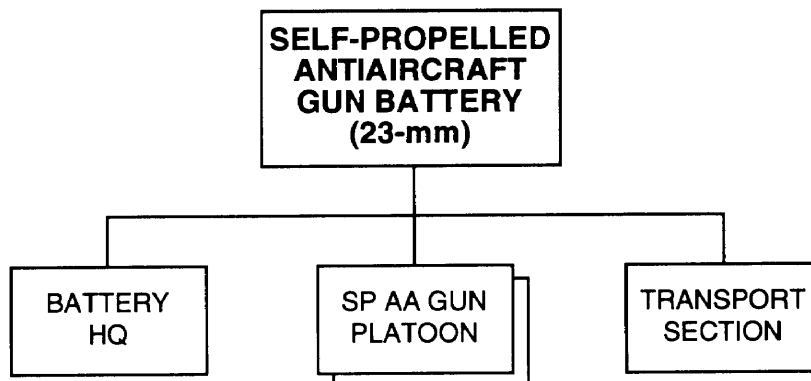 SELF-PROPELLED
ANTIAIRCRAFT
GUN BATTERY
(23-mm)
BATTERY
HQ
SP AA GUN
PLATOON
TRANSPORT
SECTION